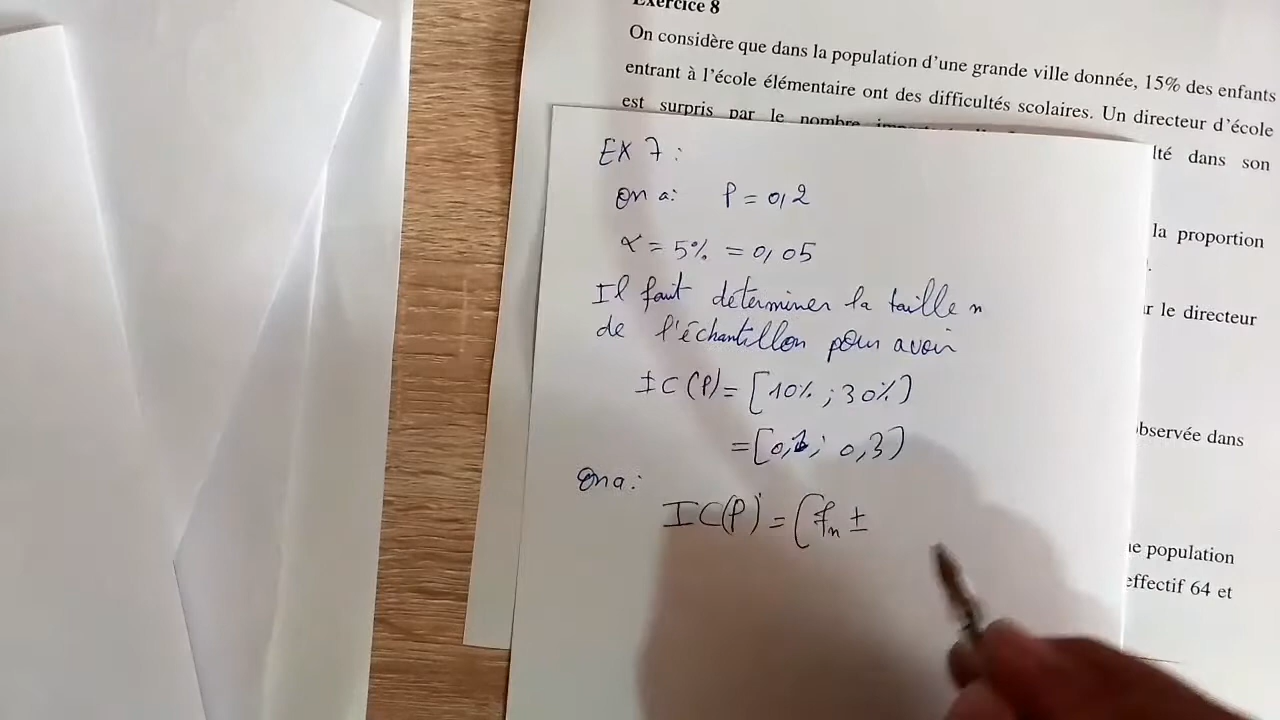 Exercice 8
On considère que dans la population d'une grande ville donnée, 15% des enfants
entrant à l'école élémentaire ont des difficultés scolaires. Un directeur d'école
est surpris par le nombre
lté dans son
la proportion
r le directeur
observée dans
ne population
effectif 64 et
EX 7 :
on a: P = 0,2
α = 5% = 0,05
Il faut déterminer la taille n
de l'échantillon pour avoir
IC(P) = [10% ; 30%]
= [0,1 ; 0,3]
On a:
IC(P) = [fn ±